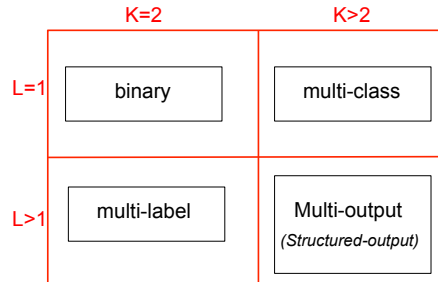 K=2 K>2
L=1 binary multi-class
L>1 multi-label Multi-output
(Structured-output)